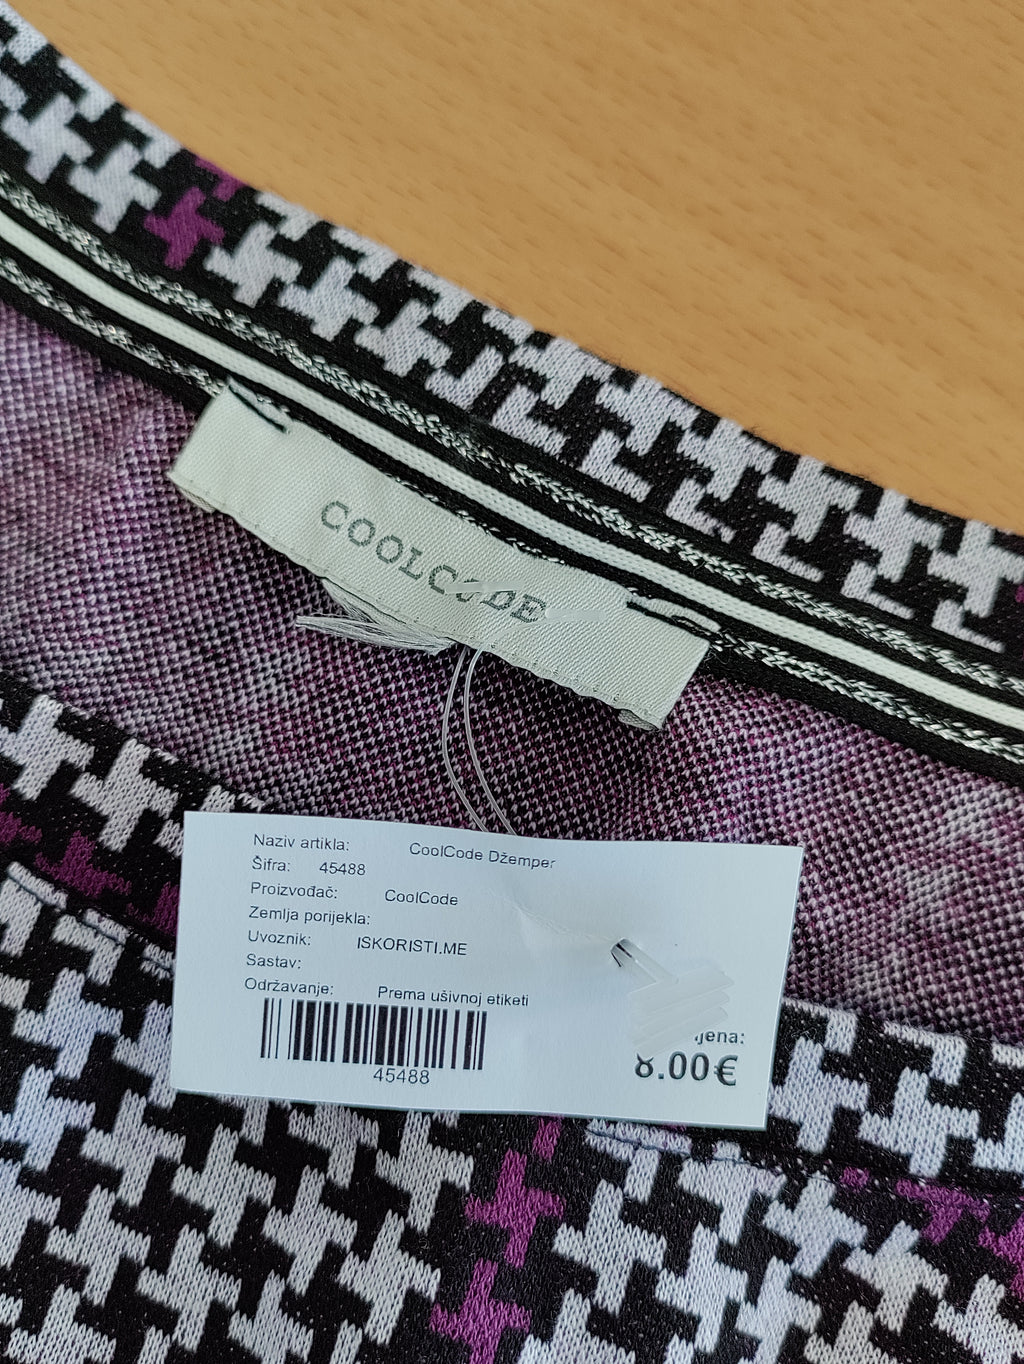 COOLCODE
Naziv artikla: CoolCode Džemper
Šifra: 45488
Proizvođač: CoolCode
Zemlja porijekla:
Uvoznik: ISKORISTI.ME
Sastav:
Održavanje: Prema ušivnoj etiketi
45488
8.00€